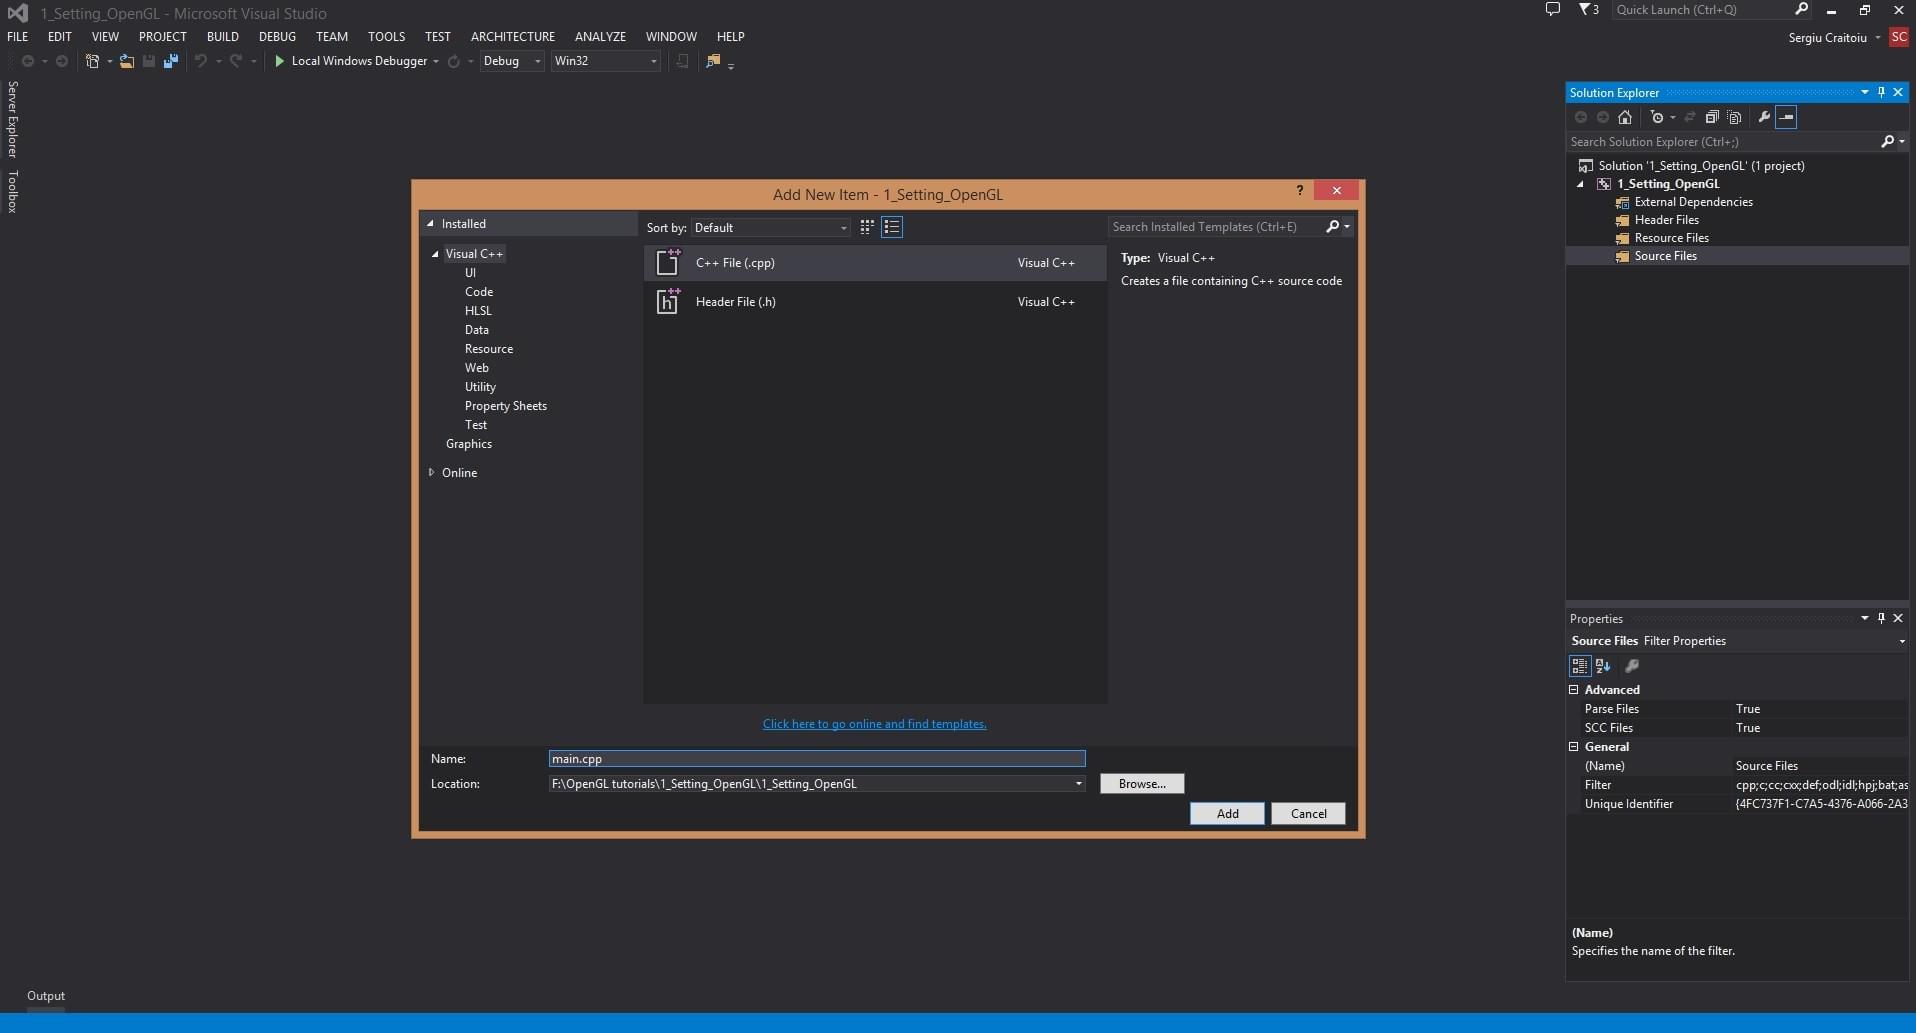 1_Setting_OpenGL - Microsoft Visual Studio
3
Quick Launch (Ctrl+Q)
FILE EDIT VIEW PROJECT BUILD DEBUG TEAM TOOLS TEST ARCHITECTURE ANALYZE WINDOW HELP
Sergiu Craitoiu SC
Local Windows Debugger Debug Win32
Server Explorer
Toolbox
Add New Item - 1_Setting_OpenGL
?
Installed
Visual C++
UI
Code
HLSL
Data
Resource
Web
Utility
Property Sheets
Test
Graphics
Online
Sort by: Default
Search Installed Templates (Ctrl+E)
C++ File (.cpp) Visual C++
Header File (.h) Visual C++
Type: Visual C++
Creates a file containing C++ source code
Click here to go online and find templates.
Name: main.cpp
Location: F:\OpenGL tutorials\1_Setting_OpenGL\1_Setting_OpenGL
Browse...
Add Cancel
Solution Explorer
Search Solution Explorer (Ctrl+;)
Solution '1_Setting_OpenGL' (1 project)
1_Setting_OpenGL
External Dependencies
Header Files
Resource Files
Source Files
Properties
Source Files Filter Properties
Advanced
Parse Files True
SCC Files True
General
(Name) Source Files
Filter cpp;c;cc;cxx;def;odl;idl;hpj;bat;as
Unique Identifier {4FC737F1-C7A5-4376-A066-2A3
(Name)
Specifies the name of the filter.
Output